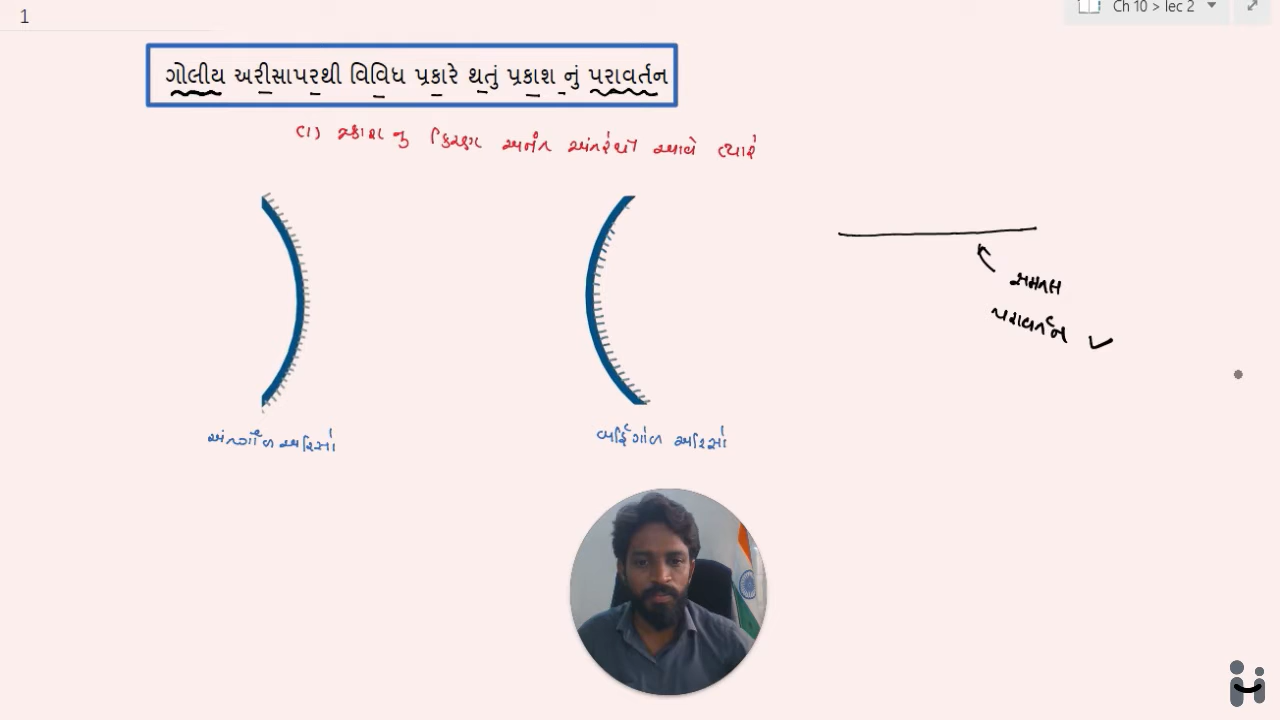 1
Ch 10 > lec 2
ગોલીય અરીસાપરથી વિવિધ પ્રકારે થતું પ્રકાશ નું પરાવર્તન
(1) પ્રકાશ નુ કિરણ અનંત અંતરેથી આવે ત્યારે
સમતલ
પરાવર્તન
અંતર્ગોળ અરિસો
બહિર્ગોળ અરિસો